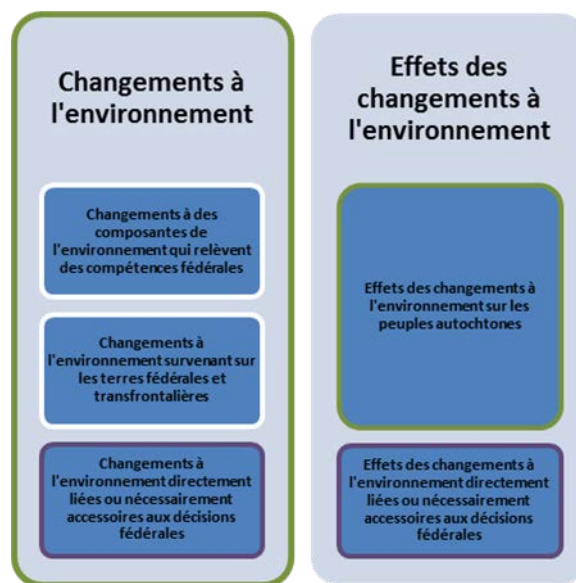 Changements à
l'environnement
Changements à des
composantes de
l'environnement qui relèvent
des compétences fédérales
Changements à
l'environnement survenant sur
les terres fédérales et
transfrontalières
Changements à
l'environnement directement
liées ou nécessairement
accessoires aux décisions
fédérales
Effets des
changements à
l'environnement
Effets des changements à
l'environnement sur les
peuples autochtones
Effets des changements à
l'environnement directement
liées ou nécessairement
accessoires aux décisions
fédérales